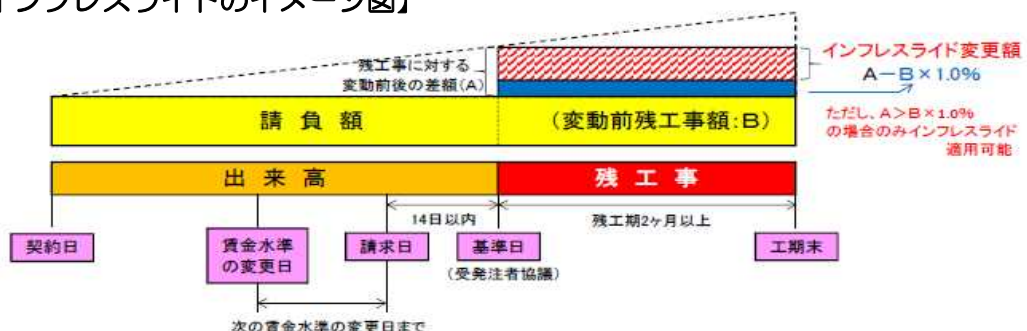 インフレスライドのイメージ図】
残工事に対する
変動前後の差額(A)
インフレスライド変更額
A-B×1.0%
請 負 額
(変動前残工事額:B)
ただし、A>B×1.0%
の場合のみインフレスライド
適用可能
出 来 高
残 工 事
14日以内
残工期2ヶ月以上
契約日
賃金水準
の変更日
請求日
基準日
工期末
(受発注者協議)
次の賃金水準の変更日まで